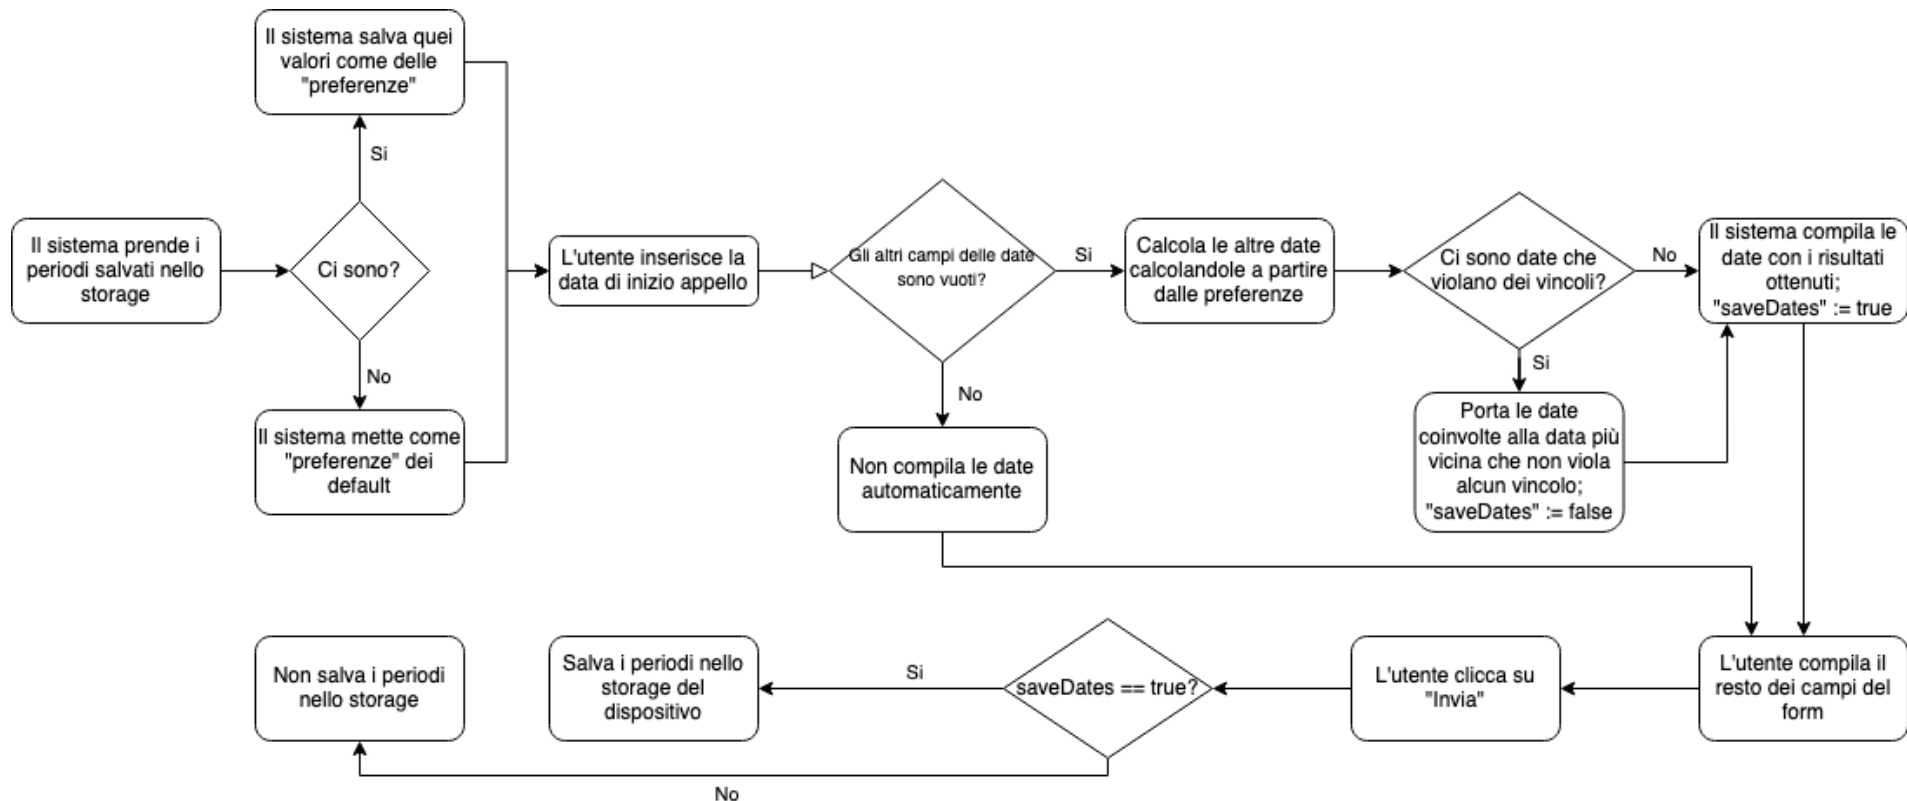 Il sistema salva quei
valori come delle
"preferenze"
Si
Il sistema prende i
periodi salvati nello
storage
Ci sono?
No
Il sistema mette come
"preferenze" dei
default
L'utente inserisce la
data di inizio appello
Gli altri campi delle date
sono vuoti?
Si
No
Non compila le date
automaticamente
Calcola le altre date
calcolandole a partire
dalle preferenze
Ci sono date che
violano dei vincoli?
No
Si
Il sistema compila le
date con i risultati
ottenuti;
"saveDates" := true
Porta le date
coinvolte alla data più
vicina che non viola
alcun vincolo;
"saveDates" := false
L'utente compila il
resto dei campi del
form
L'utente clicca su
"Invia"
saveDates == true?
Si
Salva i periodi nello
storage del
dispositivo
No
Non salva i periodi
nello storage